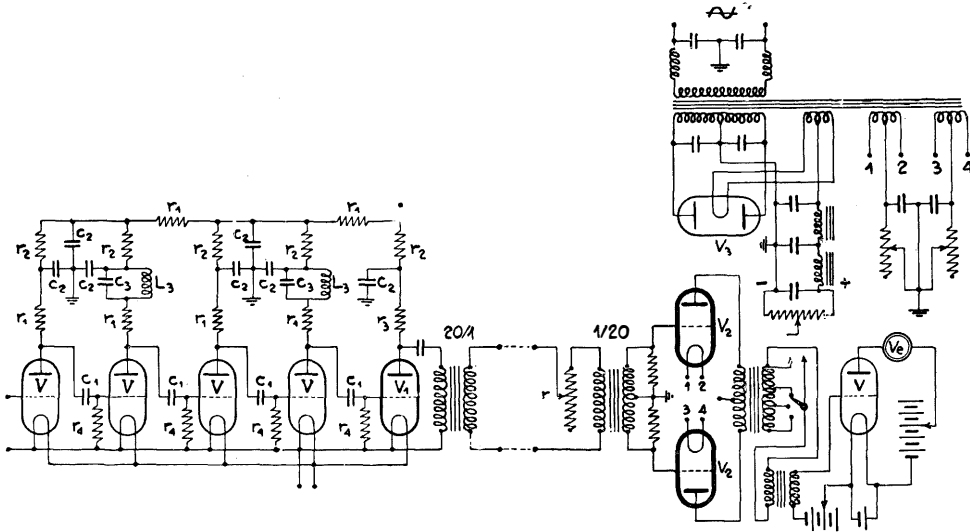 1 2 3 4
V₃
r₁ r₁
r₂ C₂ r₂ r₂ C₂ r₂ r₂
C₂ C₂ C₃ L₃ C₂ C₂ C₃ L₃ C₂
r₁ r₁ r₁ r₁ r₃
- +
20/1 1/20
V₂
V C₁ V C₁ V C₁ V C₁ V₁
r₄ r₄ r₄ r₄
r
1 2
3 4
V₂
V Ve